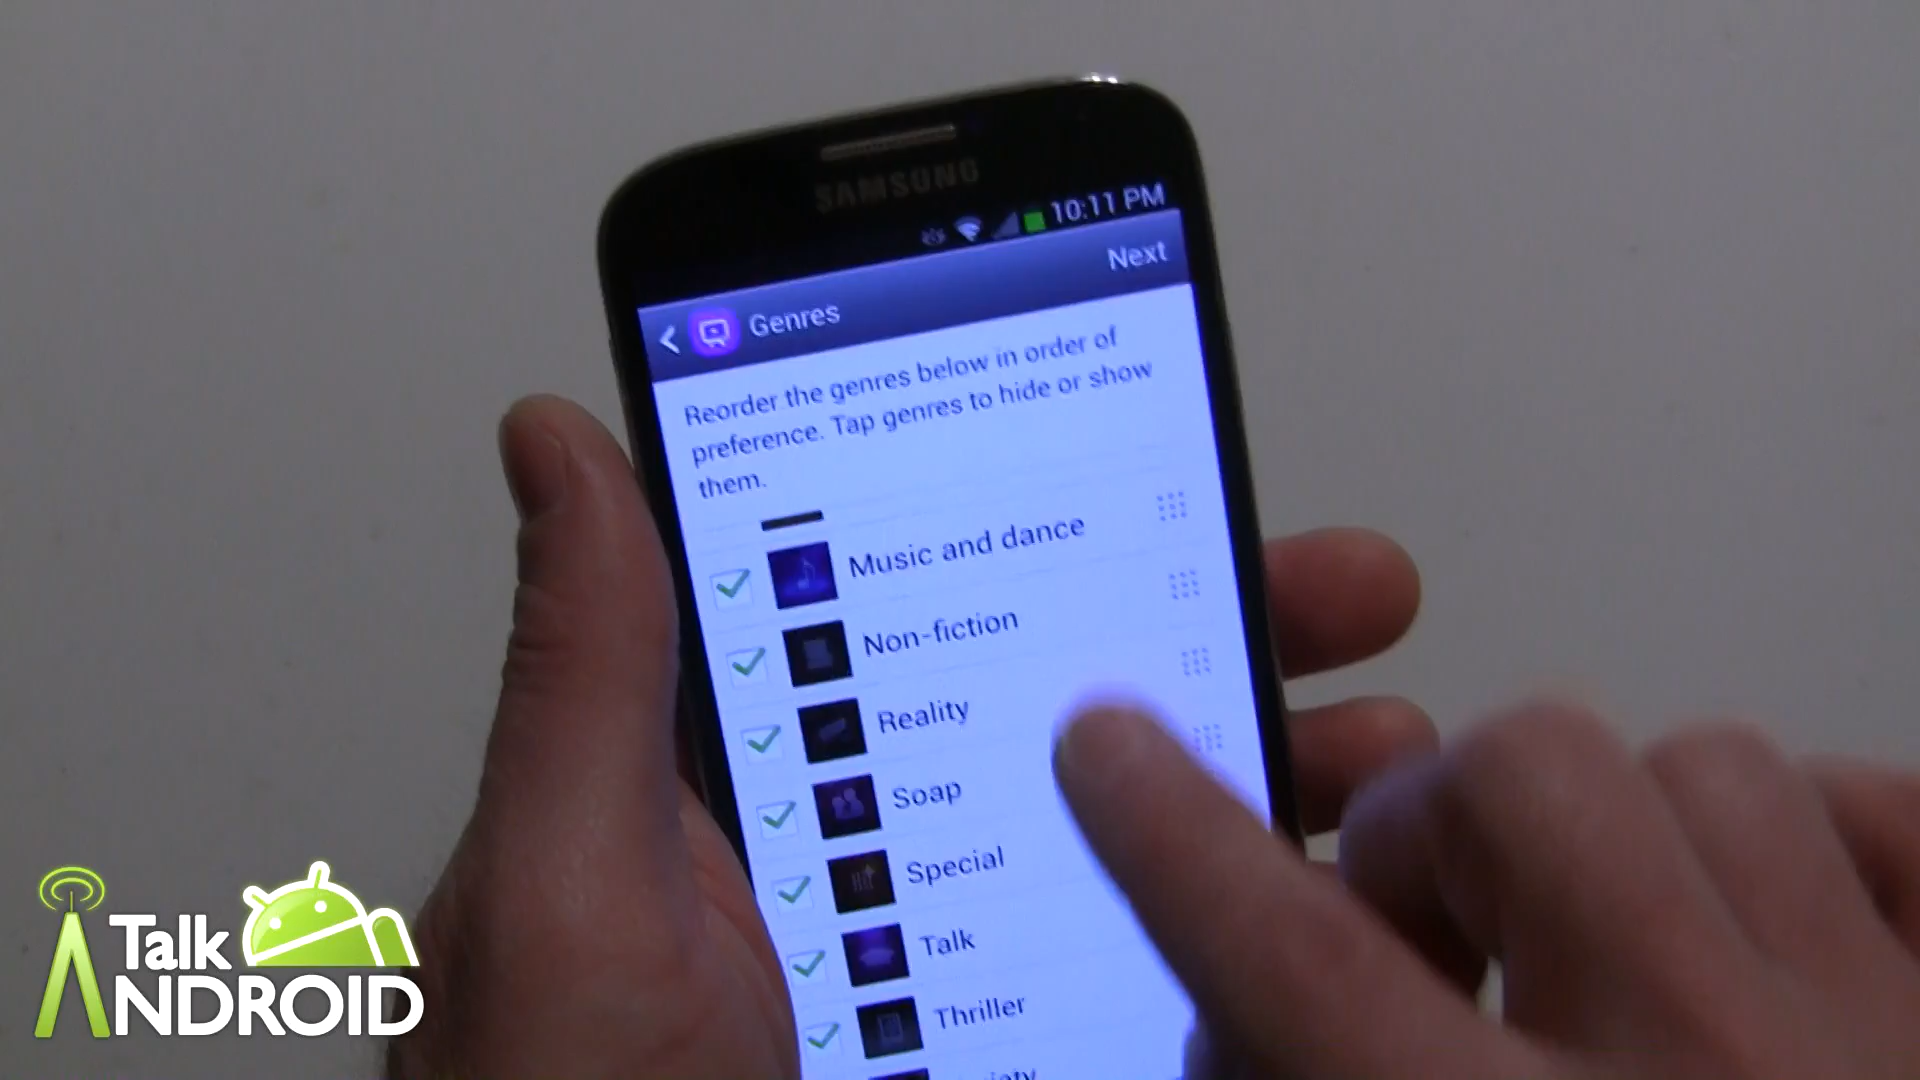 SAMSUNG
10:11 PM
Next
Genres
Reorder the genres below in order of
preference. Tap genres to hide or show
them.
Music and dance
Non-fiction
Reality
Soap
Special
Talk
Thriller
Talk
ANDROID